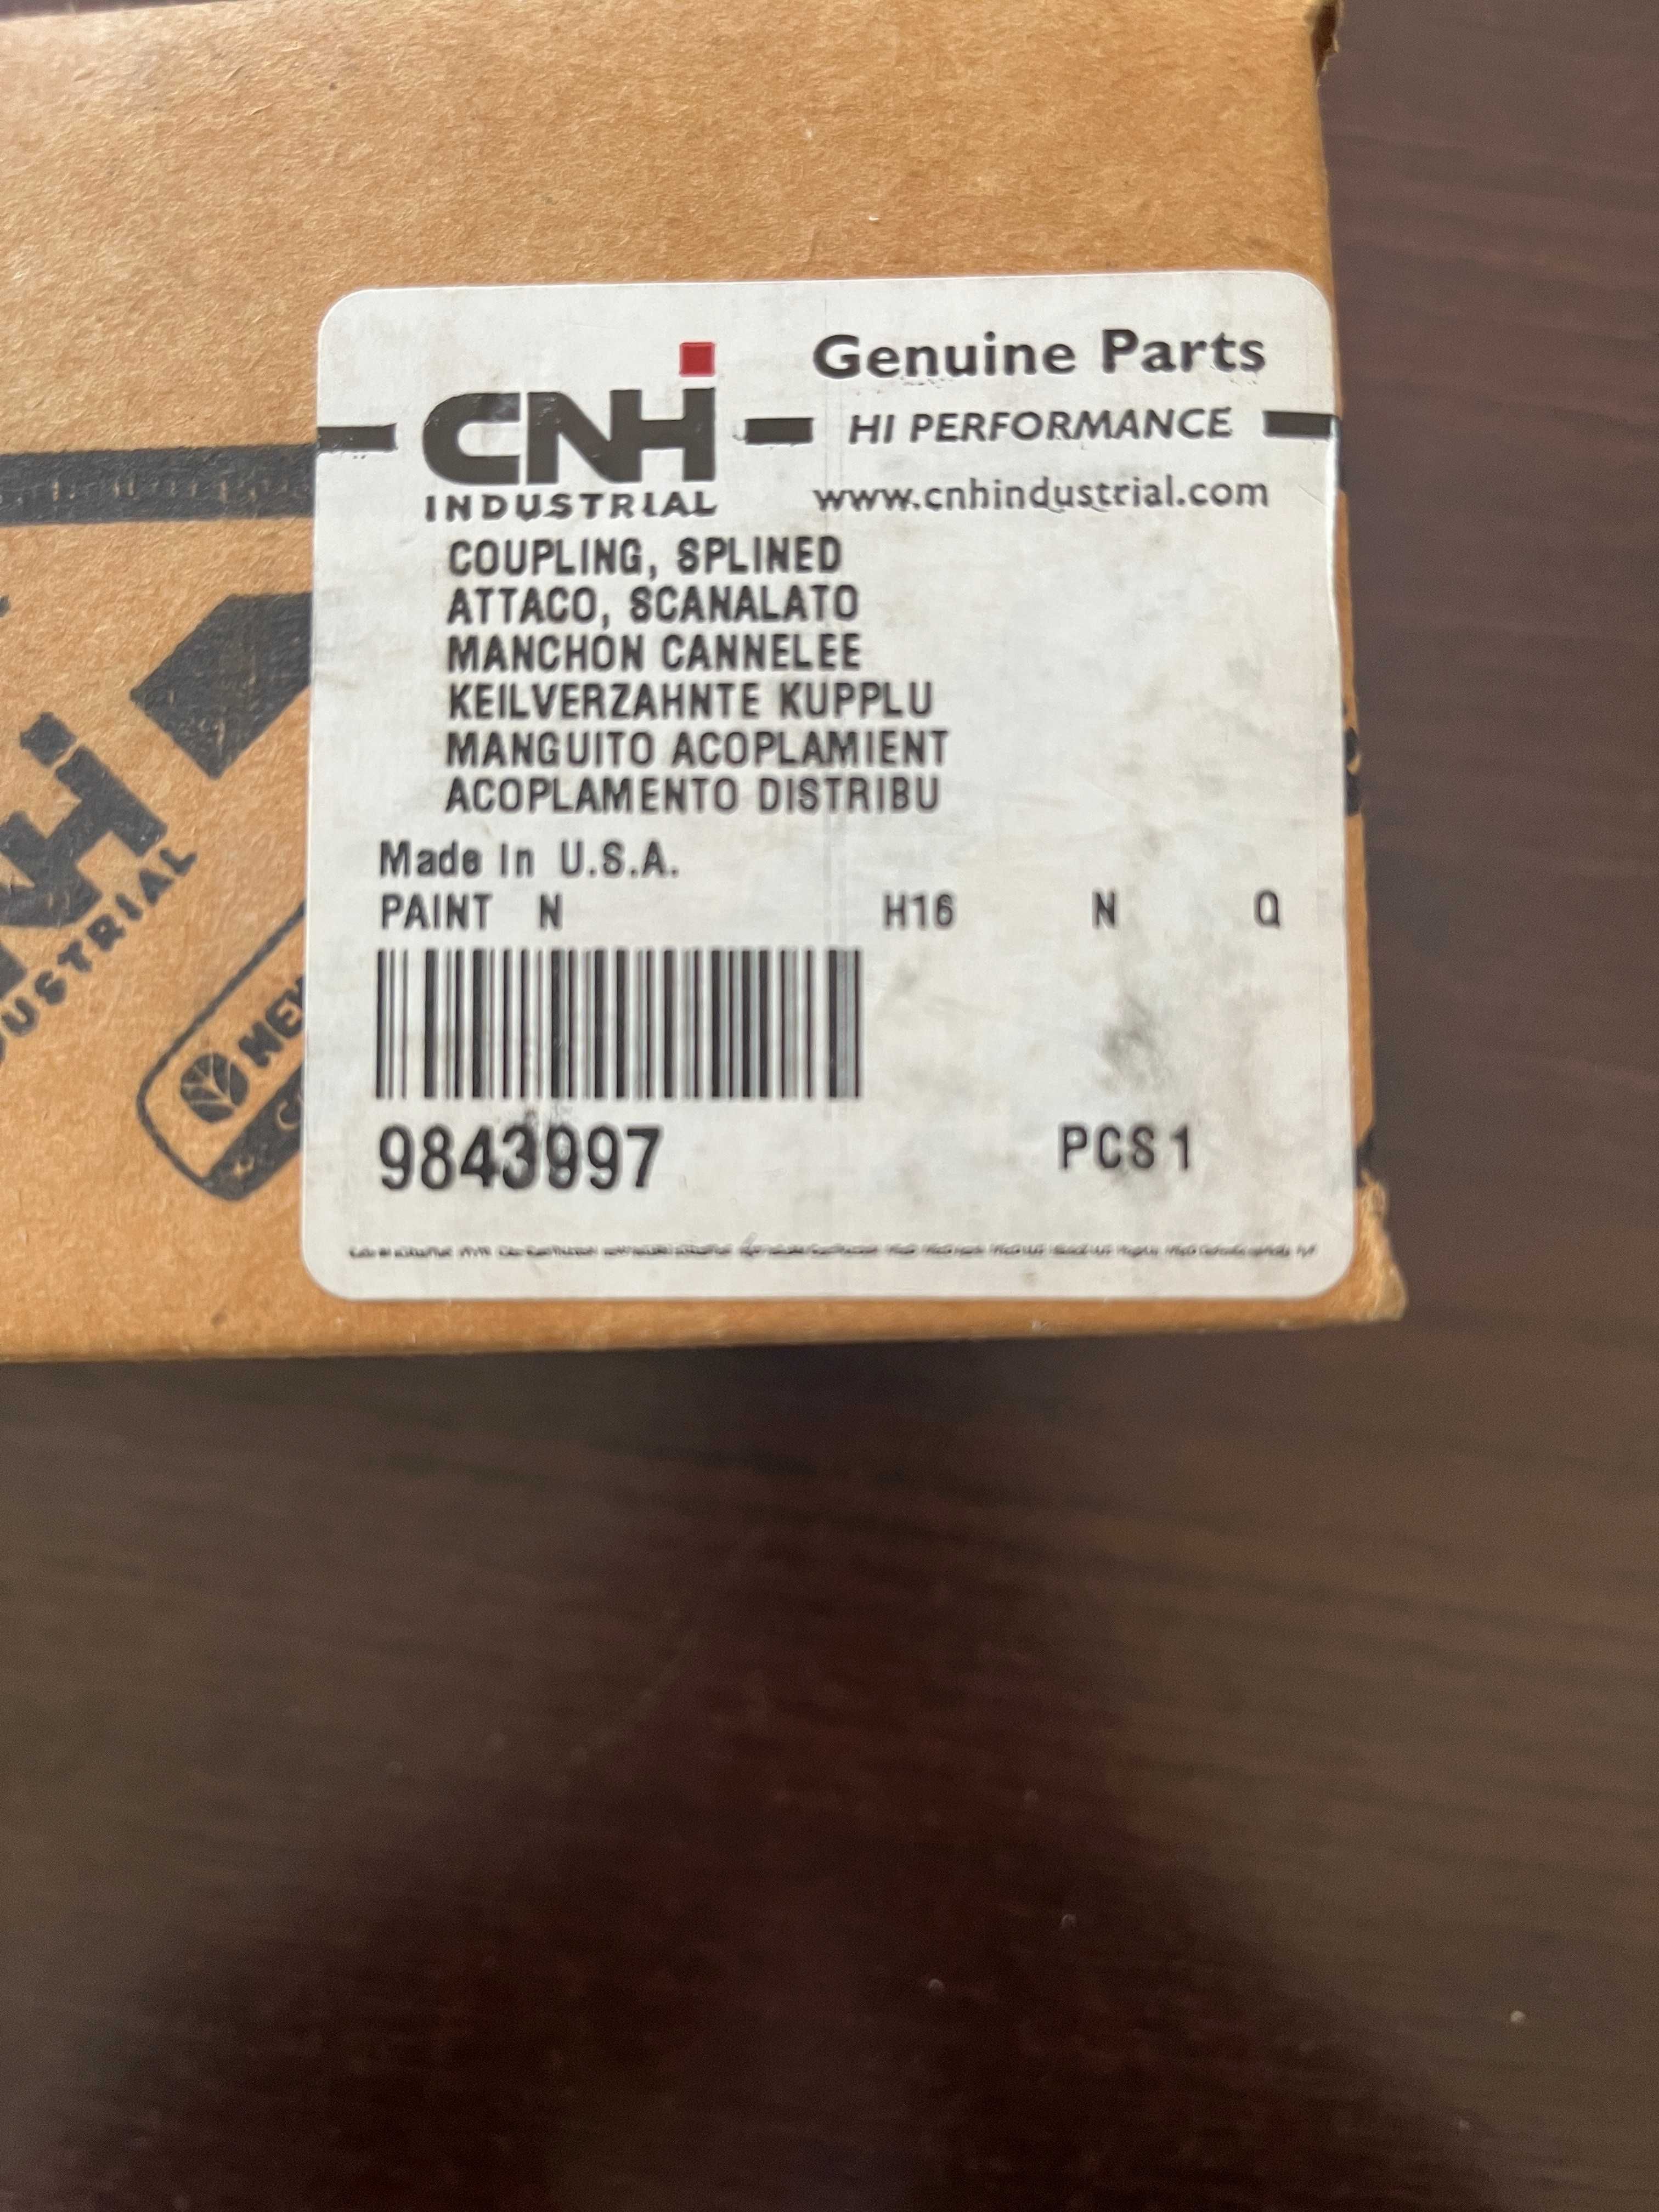 Genuine Parts
CNH
HI PERFORMANCE
INDUSTRIAL
www.cnhindustrial.com
COUPLING, SPLINED
ATTACO, SCANALATO
MANCHON CANNELEE
KEILVERZAHNTE KUPPLU
MANGUITO ACOPLAMIENT
ACOPLAMENTO DISTRIBU
Made In U.S.A.
PAINT N H16 N Q
9843997
PCS 1